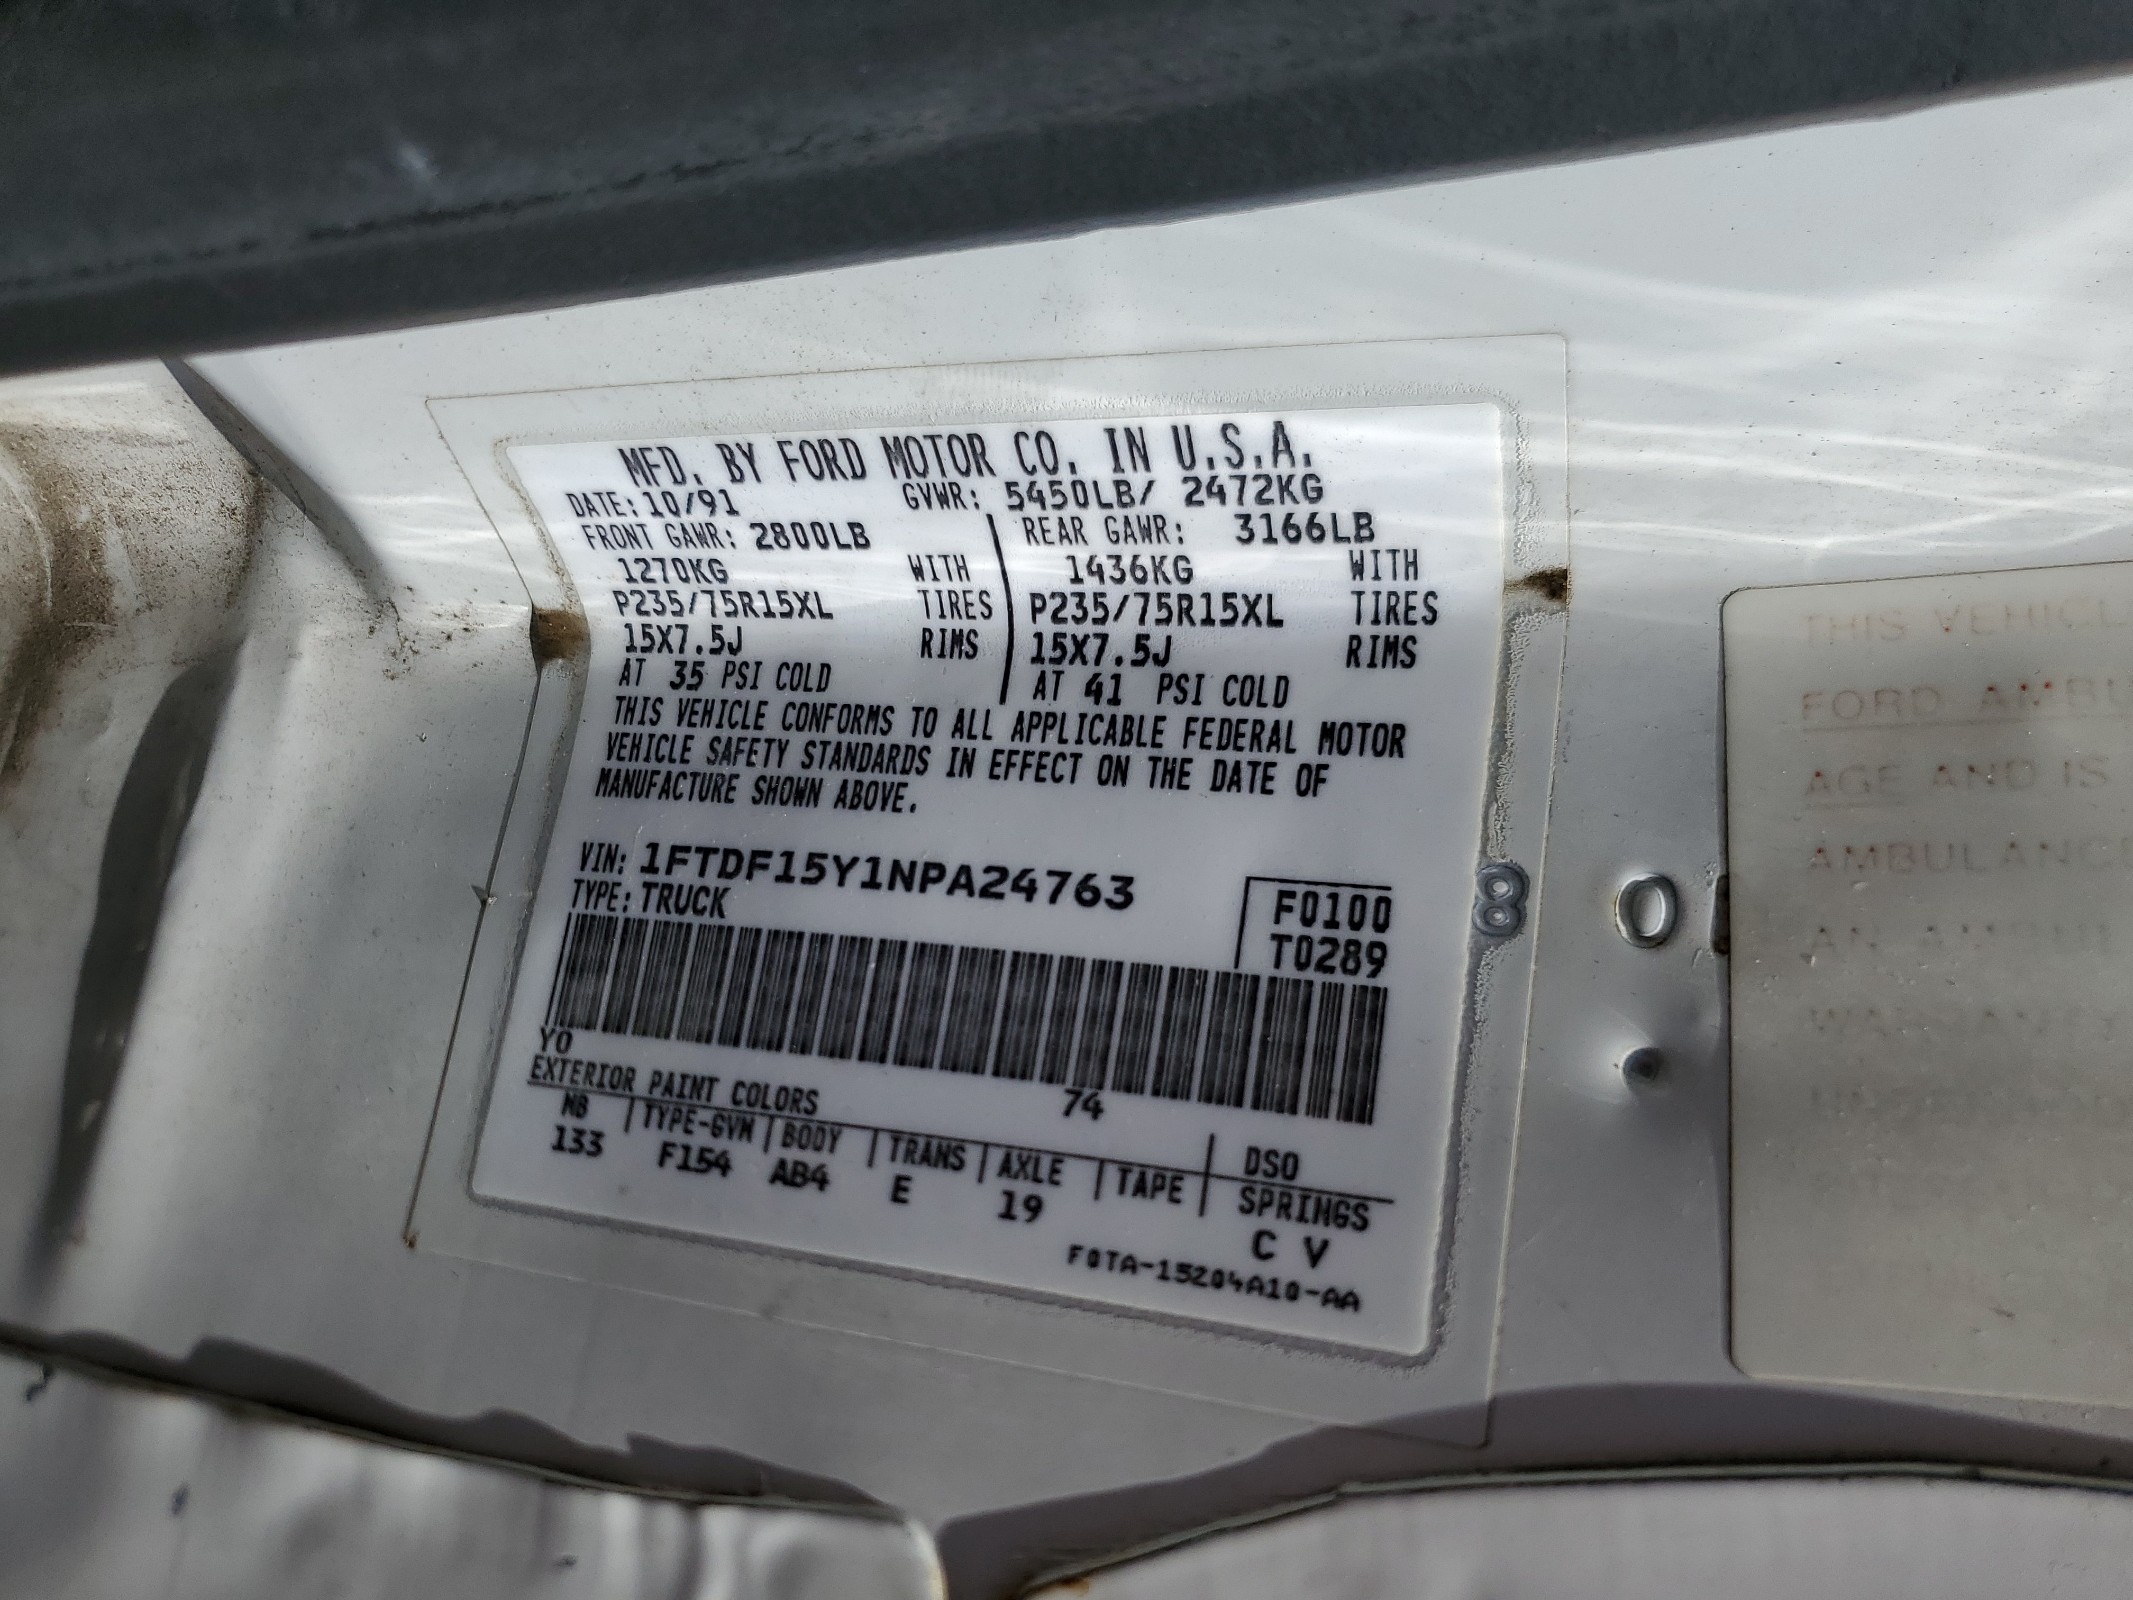 MFD. BY FORD MOTOR CO. IN U.S.A.
DATE: 10/91 GVWR: 5450LB/ 2472KG
FRONT GAWR: 2800LB REAR GAWR: 3166LB
1270KG WITH 1436KG WITH
P235/75R15XL TIRES P235/75R15XL TIRES
15X7.5J RIMS 15X7.5J RIMS
AT 35 PSI COLD AT 41 PSI COLD
THIS VEHICLE CONFORMS TO ALL APPLICABLE FEDERAL MOTOR
VEHICLE SAFETY STANDARDS IN EFFECT ON THE DATE OF
MANUFACTURE SHOWN ABOVE.
VIN: 1FTDF15Y1NPA24763
TYPE: TRUCK
F0100
T0289
YO
EXTERIOR PAINT COLORS 74 DSO
WB TYPE-GVW BODY TRANS AXLE TAPE SPRINGS
133 F154 AB4 E 19 C V
F0TA-15204A10-AA
8
THIS VEHICL
FORD AMBU
AGE AND IS
AMBULANC
AN